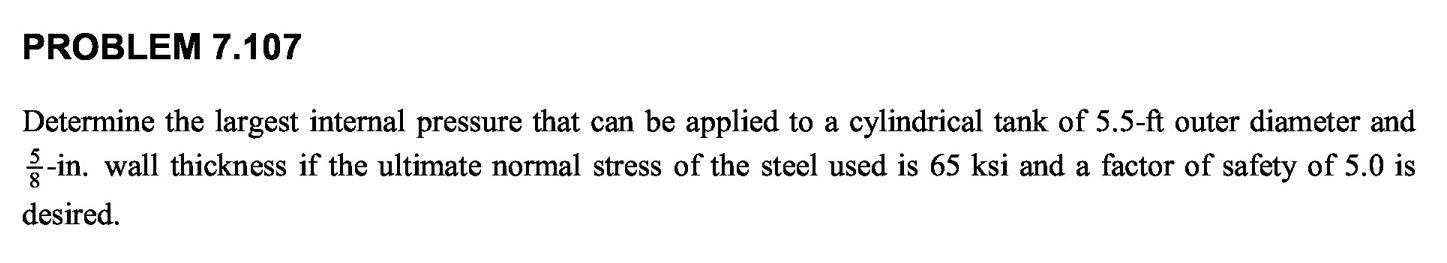 PROBLEM 7.107
Determine the largest internal pressure that can be applied to a cylindrical tank of 5.5-ft outer diameter and
5/8-in. wall thickness if the ultimate normal stress of the steel used is 65 ksi and a factor of safety of 5.0 is
desired.